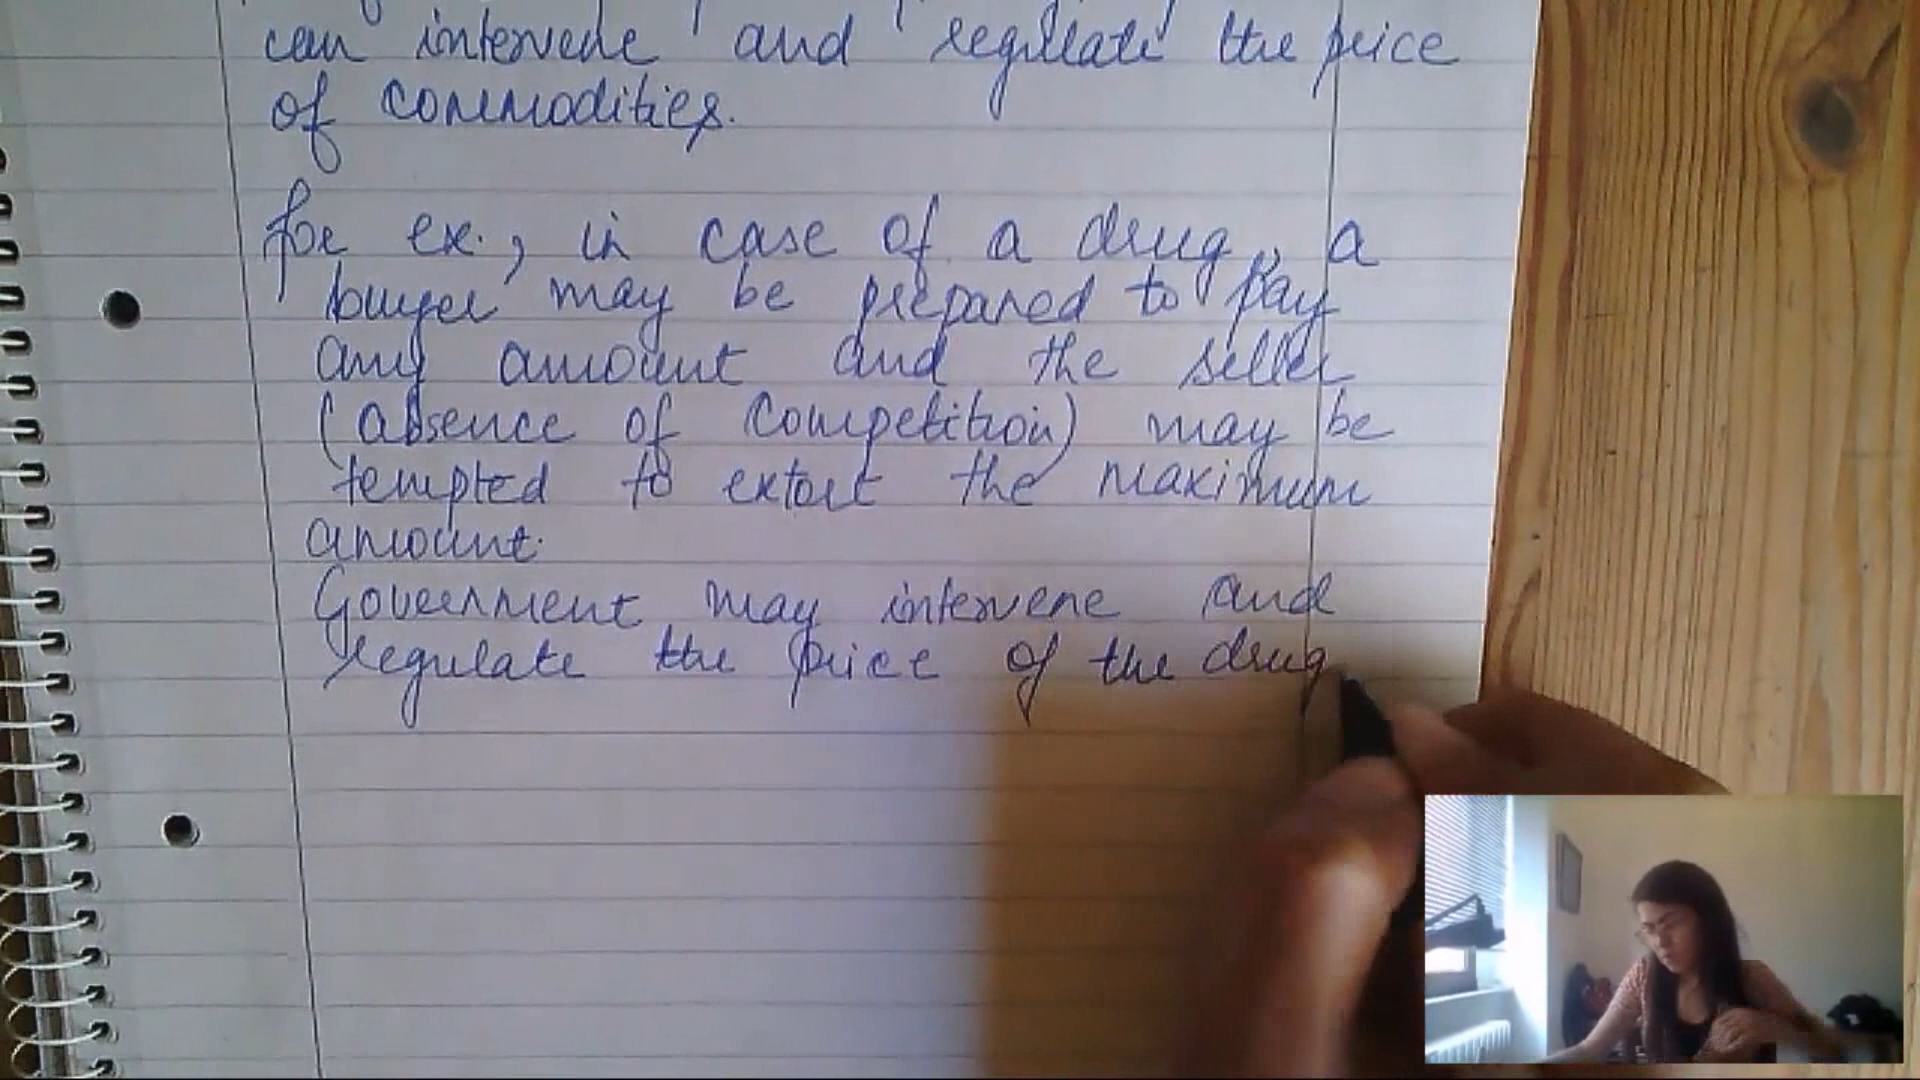 can intervene and regulate the price
of commodities.
for ex., in case of a drug, a
buyer may be prepared to pay
any amount and the seller
(absence of competition) may be
tempted to extort the maximum
amount.
Government may intervene and
regulate the price of the drug